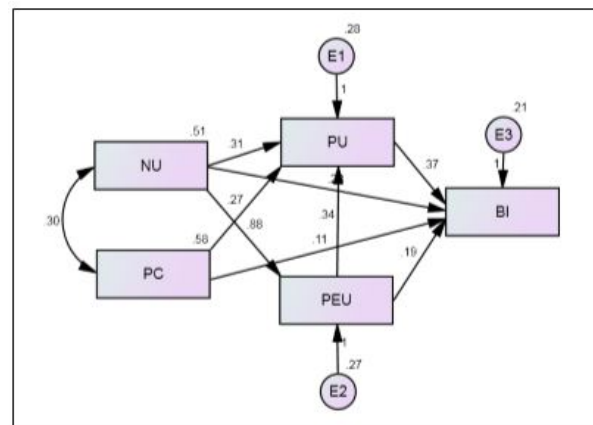 .28
E1
1
.51
.31
PU
.21
E3
1
NU
.37
.30
.27
.34
BI
.58
.88
.11
.19
PC
PEU
1
.27
E2